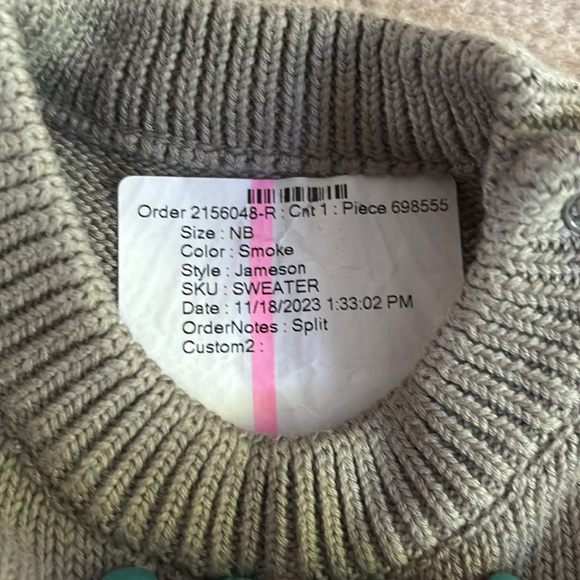 Order 2156048-R : Cnt 1 : Piece 698555
Size : NB
Color : Smoke
Style : Jameson
SKU : SWEATER
Date : 11/18/2023 1:33:02 PM
OrderNotes : Split
Custom2 :